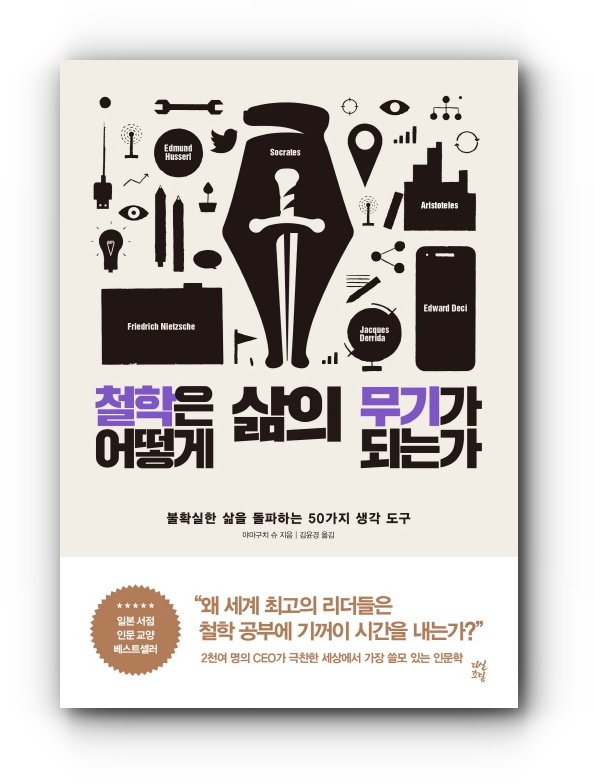 Edmund
Husserl
Socrates
Aristoteles
Friedrich Nietzsche
Jacques
Derrida
Edward Deci
철학은 삶의 무기가
어떻게 되는가
불확실한 삶을 돌파하는 50가지 생각 도구
야마구치 슈 지음 | 김윤경 옮김
일본 서점
인문 교양
베스트셀러
“왜 세계 최고의 리더들은
철학 공부에 기꺼이 시간을 내는가?”
2천여 명의 CEO가 극찬한 세상에서 가장 쓸모 있는 인문학
다산
초당